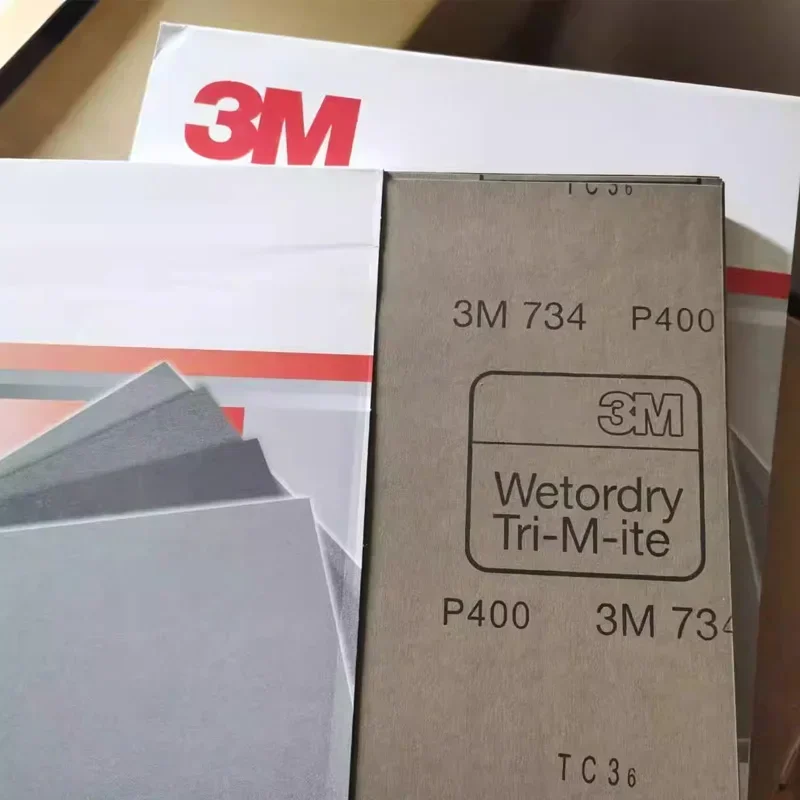 3M
TC36
3M 734 P400
3M
Wetordry
Tri-M-ite
P400 3M 734
TC36